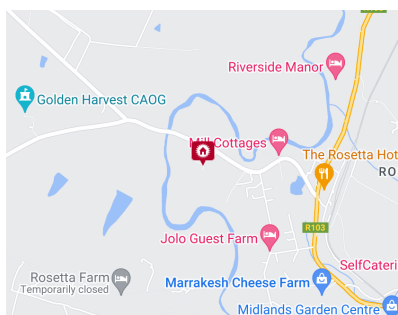 Riverside Manor
Golden Harvest CAOG
Mill Cottages
The Rosetta Hot
RO
R103
Jolo Guest Farm
SelfCateri
Rosetta Farm
Temporarily closed
Marrakesh Cheese Farm
Midlands Garden Centre